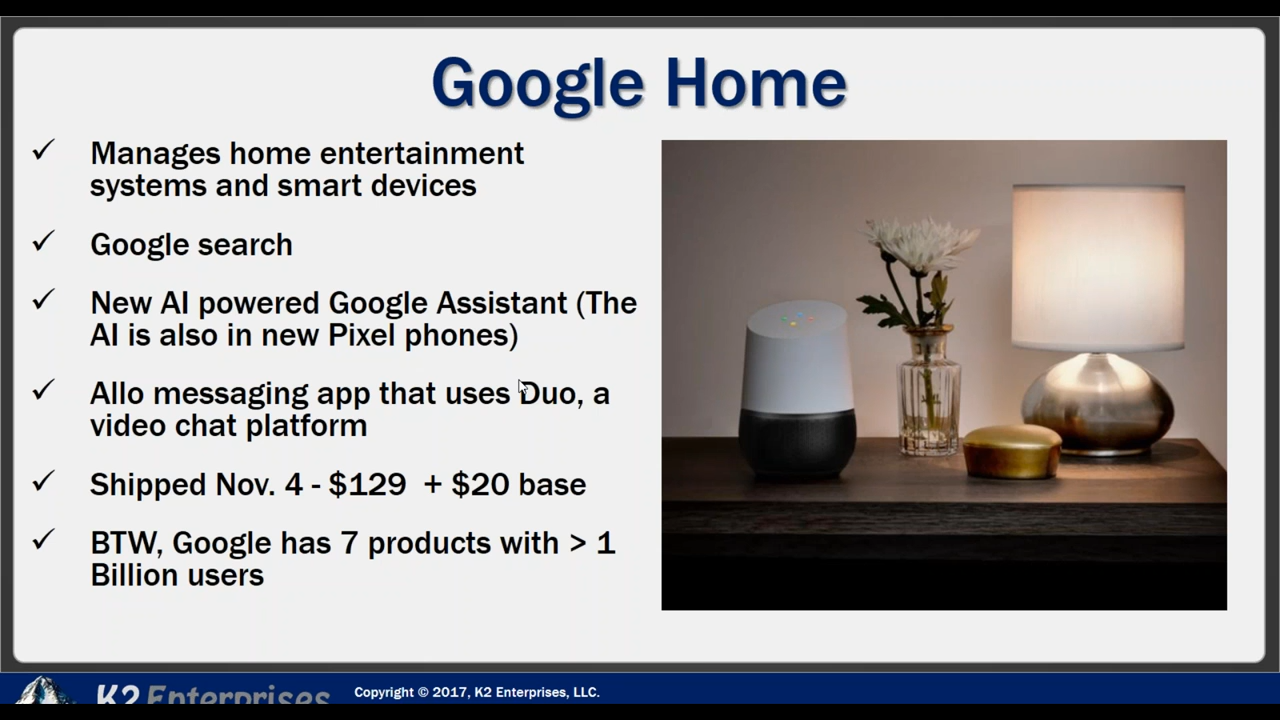 Google Home
✓ Manages home entertainment
systems and smart devices
✓ Google search
✓ New AI powered Google Assistant (The
AI is also in new Pixel phones)
✓ Allo messaging app that uses Duo, a
video chat platform
✓ Shipped Nov. 4 - $129 + $20 base
✓ BTW, Google has 7 products with > 1
Billion users
K2 Enterprises
Copyright © 2017, K2 Enterprises, LLC.